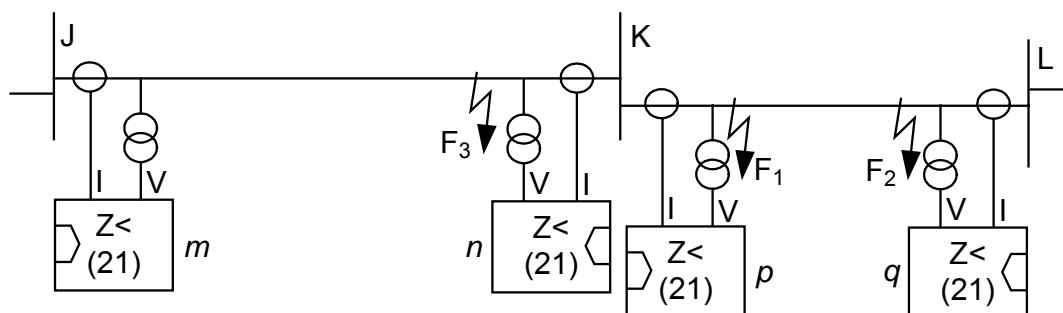 J
K
L
F3
F1
F2
I V
V I
I V
V I
Z<
(21)
m
n
Z<
(21)
Z<
(21)
p
q
Z<
(21)